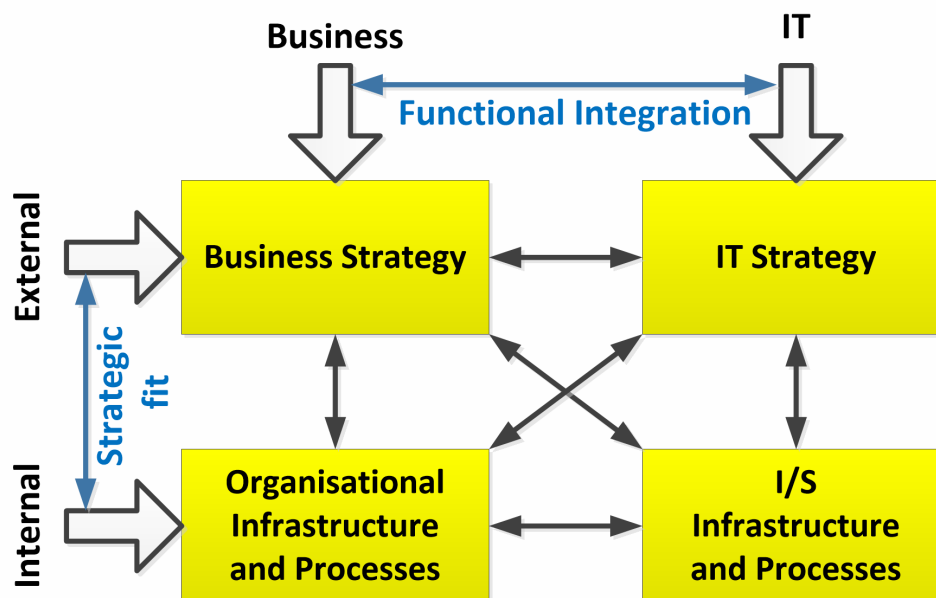 Business
IT
Functional Integration
External
Business Strategy
IT Strategy
Strategic
fit
Internal
Organisational
Infrastructure
and Processes
I/S
Infrastructure
and Processes